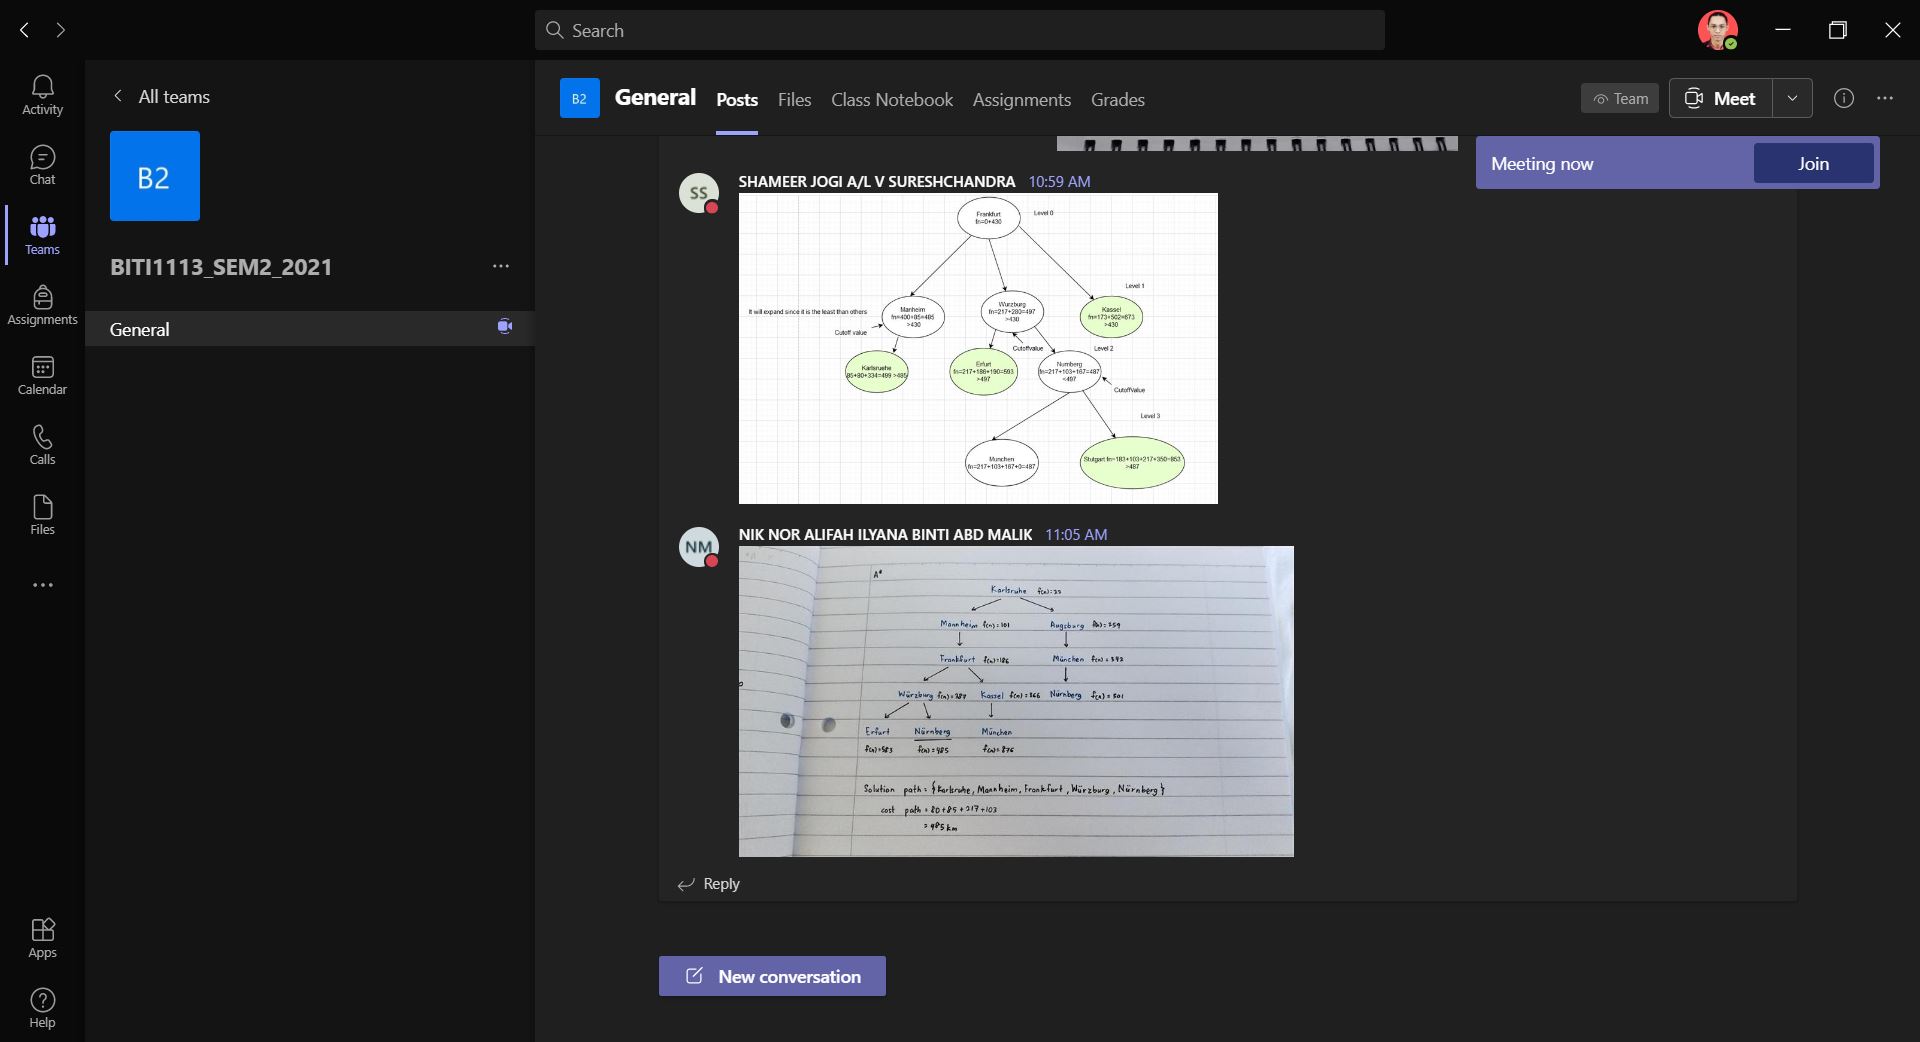 Search
Activity
Chat
Teams
Assignments
Calendar
Calls
Files
Apps
Help
All teams
B2
BITI1113_SEM2_2021
General
B2
General
Posts
Files
Class Notebook
Assignments
Grades
Team
Meet
Meeting now
Join
SS
SHAMEER JOGI A/L V SURESHCHANDRA 10:59 AM
Frankfurt
fn=0+430
Level 0
Level 1
It will expand since it is the least than others
Manheim
fn=400+85=485
>430
Wurzburg
fn=217+280=497
>430
Kassel
fn=173+502=673
>430
Cutoff value
Cutoffvalue
Level 2
Karlsruehe
85+80+334=499 >485
Erfurt
fn=217+186+190=593
>497
fn=217+103+167=487
<497
CutoffValue
Level 3
Munchen
fn=217+103+167+0=487
Stutgart fn=183+103+217+350=853
>487
NM
NIK NOR ALIFAH ILYANA BINTI ABD MALIK 11:05 AM
A*
Karlsruhe
Mannheim f(n)=101
Augsburg f(n)=259
Frankfurt f(n)=186
München f(n)=343
Würzburg
Kassel f(n)=366
Nürnberg f(n)=501
Erfurt
Nürnberg
München
f(n)=583
f(n)=485
f(n)=876
Solution path = {Karlsruhe, Mannheim, Frankfurt, Würzburg, Nürnberg}
cost path = 80+85+217+103
= 485 km
Reply
New conversation